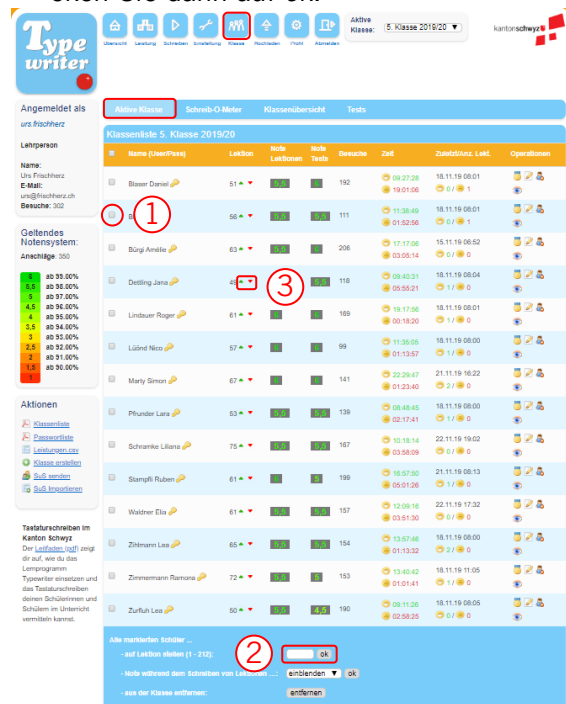 Type
writer
Übersicht Leistung Schreiben Einstellung Klasse Hochladen Profil Abmelden
Aktive Klasse: 5. Klasse 2019/20 ▼
kantonschwyz
Angemeldet als
urs.frischherz
Lehrperson
Name:
Urs Frischherz
E-Mail:
urs@frischherz.ch
Besuche: 302
Geltendes
Notensystem:
Anschläge: 350
6 ab 99.00%
5,5 ab 98.00%
5 ab 97.00%
4,5 ab 96.00%
4 ab 95.00%
3,5 ab 94.00%
3 ab 53.00%
2,5 ab 52.00%
2 ab 91.00%
1,5 ab 90.00%
1
Aktionen
Klassenliste
Passwortliste
Leistungen.csv
Klasse erstellen
SuS senden
SuS Importieren
Tastaturschreiben im
Kanton Schwyz
Der Leitfaden (pdf) zeigt
dir auf, wie du das
Lernprogramm
Typewriter einsetzen und
das Tastaturschreiben
deinen Schülerinnen und
Schülern im Unterricht
vermitteln kannst.
Aktive Klasse Schreib-O-Meter Klassenübersicht Tests
Klassenliste 5. Klasse 2019/20
Name (User/Pass) Lektion Note Lektionen Note Tests Besuche Zeit Zuletzt/Anz. Lekt. Operationen
Blaser Daniel 51 5,5 192 09:27:28 18.11.19 08:01
19:01:06 0 / 1
1 56 5,5 5,5 111 11:38:49 18.11.19 08:01
01:52:56 0 / 1
Bürgi Amélie 63 5,5 206 17:17:06 15.11.19 06:52
03:05:14 0 / 0
Dettling Jana 49 3 5,5 118 09:40:31 18.11.19 08:04
05:55:21 1 / 0
Lindauer Roger 61 169 19:17:56 18.11.19 08:01
00:18:20 1 / 0
Lüönd Nico 57 99 11:35:05 18.11.19 08:00
01:13:57 1 / 0
Marty Simon 67 141 22:29:47 21.11.19 16:22
01:23:40 2 / 0
Pfrunder Lara 53 5,5 5,5 139 08:48:45 18.11.19 08:00
02:17:41 1 / 0
Schramke Liliana 75 5,5 5,5 167 10:18:14 22.11.19 19:02
03:58:09 0 / 0
Stampfli Ruben 61 5 199 16:57:50 21.11.19 08:13
05:01:26 1 / 0
Waldner Elia 61 5,5 5,5 157 12:09:16 22.11.19 17:32
03:51:30 0 / 0
Zihlmann Lea 65 5,5 5,5 154 13:57:46 18.11.19 08:00
01:13:32 2 / 0
Zimmermann Ramona 72 5,5 5 153 13:40:42 18.11.19 11:05
01:01:41 1 / 0
Zurfluh Lea 50 5,5 4,5 190 09:11:26 18.11.19 08:05
02:58:25 0 / 0
Alle markierten Schüler ...
- auf Lektion stellen (1 - 212): 2 ok
- Note während dem Schreiben von Lektionen ...: einblenden ▼ ok
- aus der Klasse entfernen: entfernen